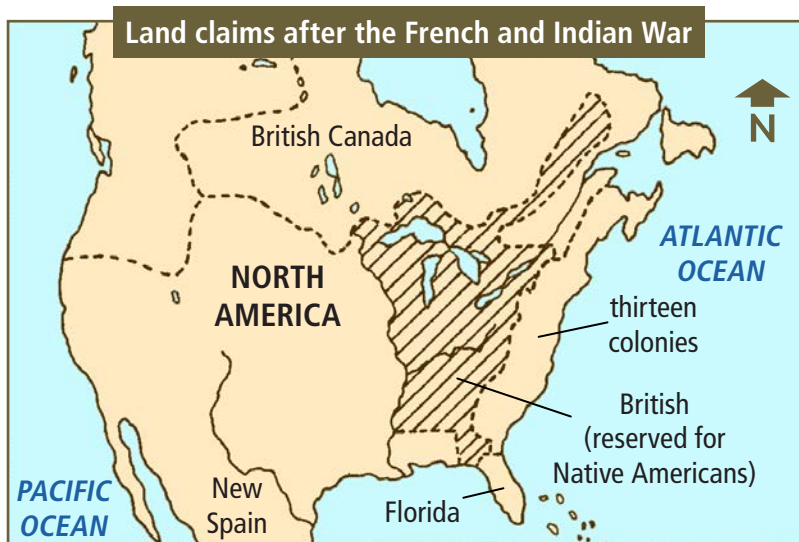 Land claims after the French and Indian War
N
British Canada
ATLANTIC
OCEAN
NORTH
AMERICA
thirteen
colonies
British
(reserved for
Native Americans)
PACIFIC
OCEAN
New
Spain
Florida